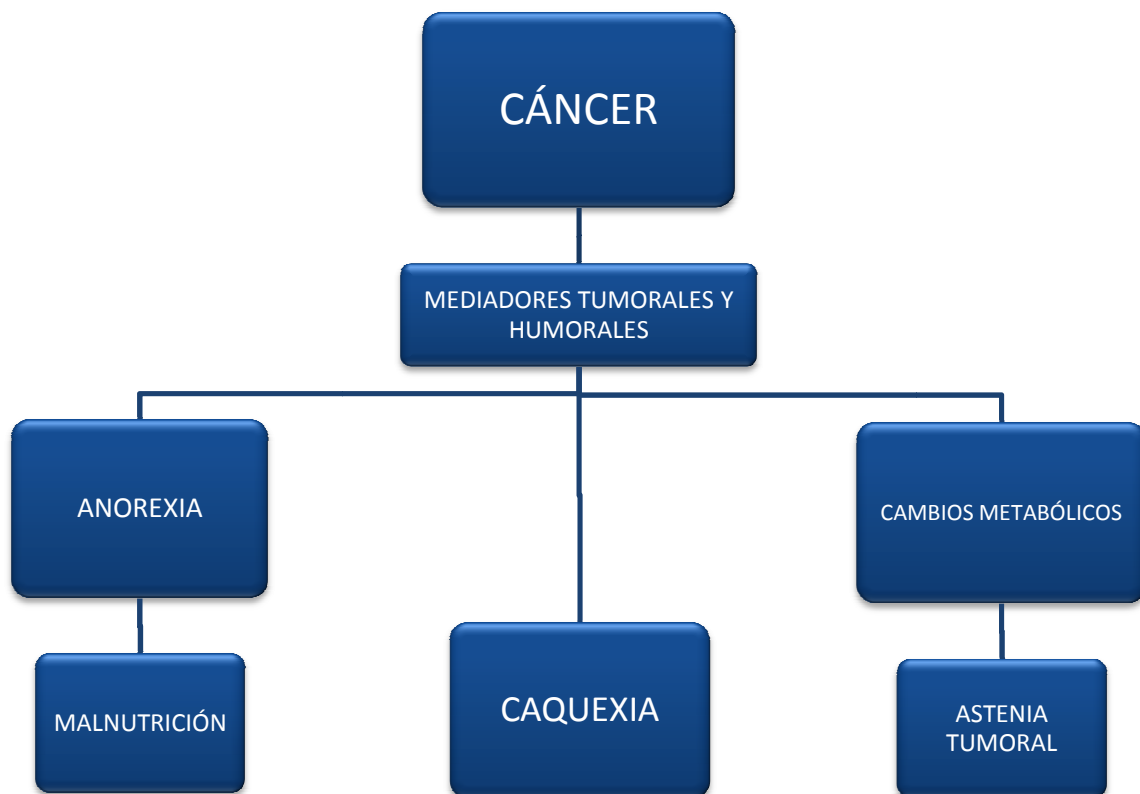 CÁNCER
MEDIADORES TUMORALES Y
HUMORALES
ANOREXIA
CAMBIOS METABÓLICOS
MALNUTRICIÓN
CAQUEXIA
ASTENIA
TUMORAL